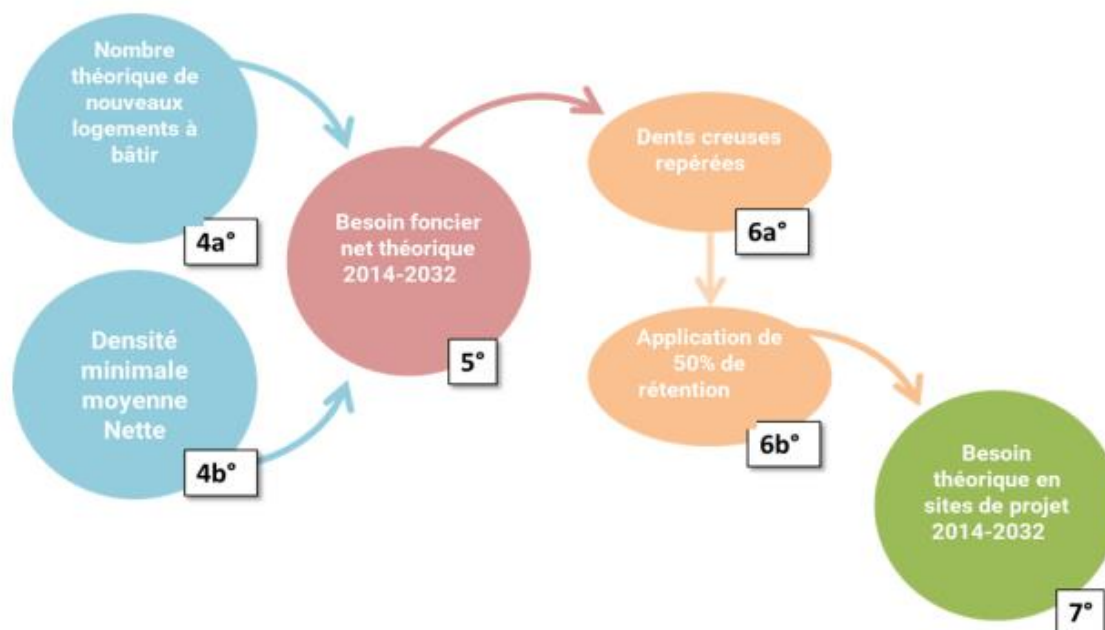 Nombre
théorique de
nouveaux
logements à
bâtir
4a°
Densité
minimale
moyenne
Nette
4b°
Besoin foncier
net théorique
2014-2032
5°
Dents creuses
repérées
6a°
Application de
50% de
rétention
6b°
Besoin
théorique en
sites de projet
2014-2032
7°